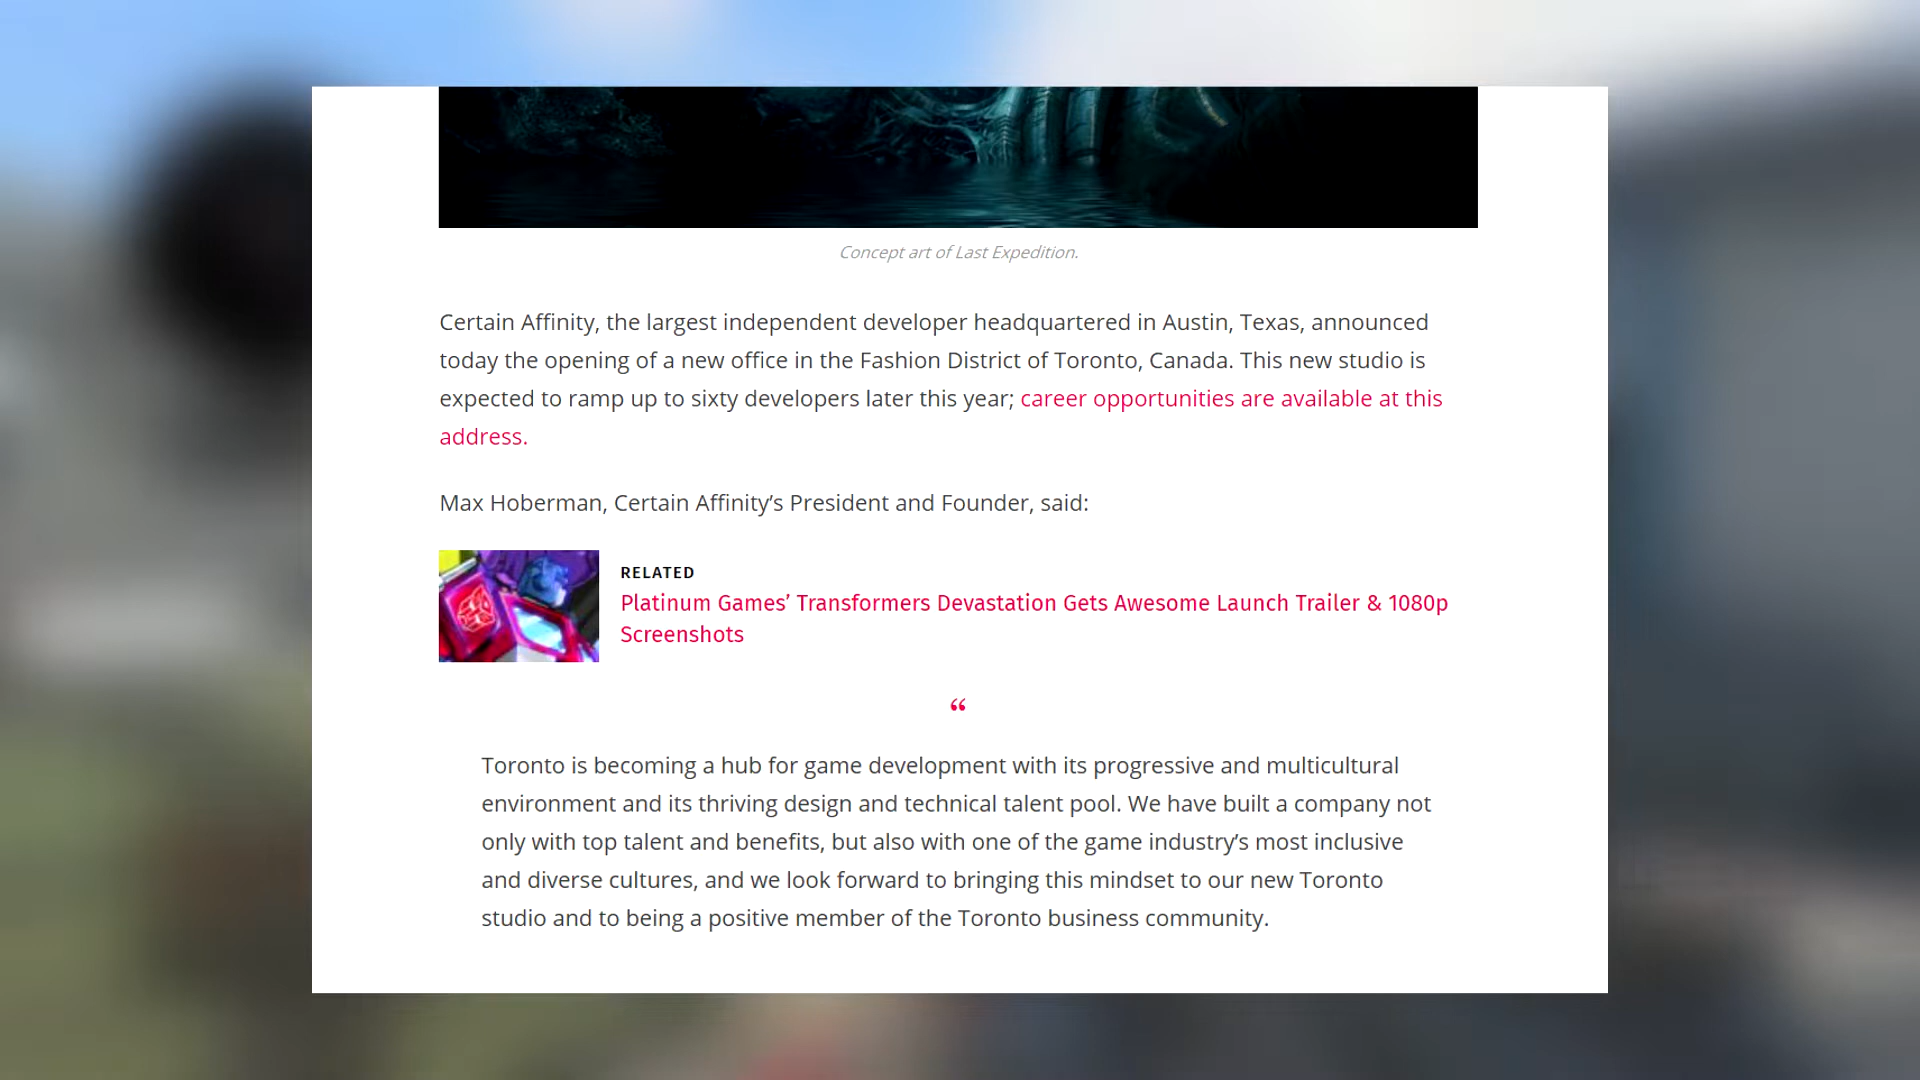 Concept art of Last Expedition.
Certain Affinity, the largest independent developer headquartered in Austin, Texas, announced
today the opening of a new office in the Fashion District of Toronto, Canada. This new studio is
expected to ramp up to sixty developers later this year; career opportunities are available at this
address.
Max Hoberman, Certain Affinity’s President and Founder, said:
RELATED
Platinum Games’ Transformers Devastation Gets Awesome Launch Trailer & 1080p
Screenshots
“
Toronto is becoming a hub for game development with its progressive and multicultural
environment and its thriving design and technical talent pool. We have built a company not
only with top talent and benefits, but also with one of the game industry’s most inclusive
and diverse cultures, and we look forward to bringing this mindset to our new Toronto
studio and to being a positive member of the Toronto business community.